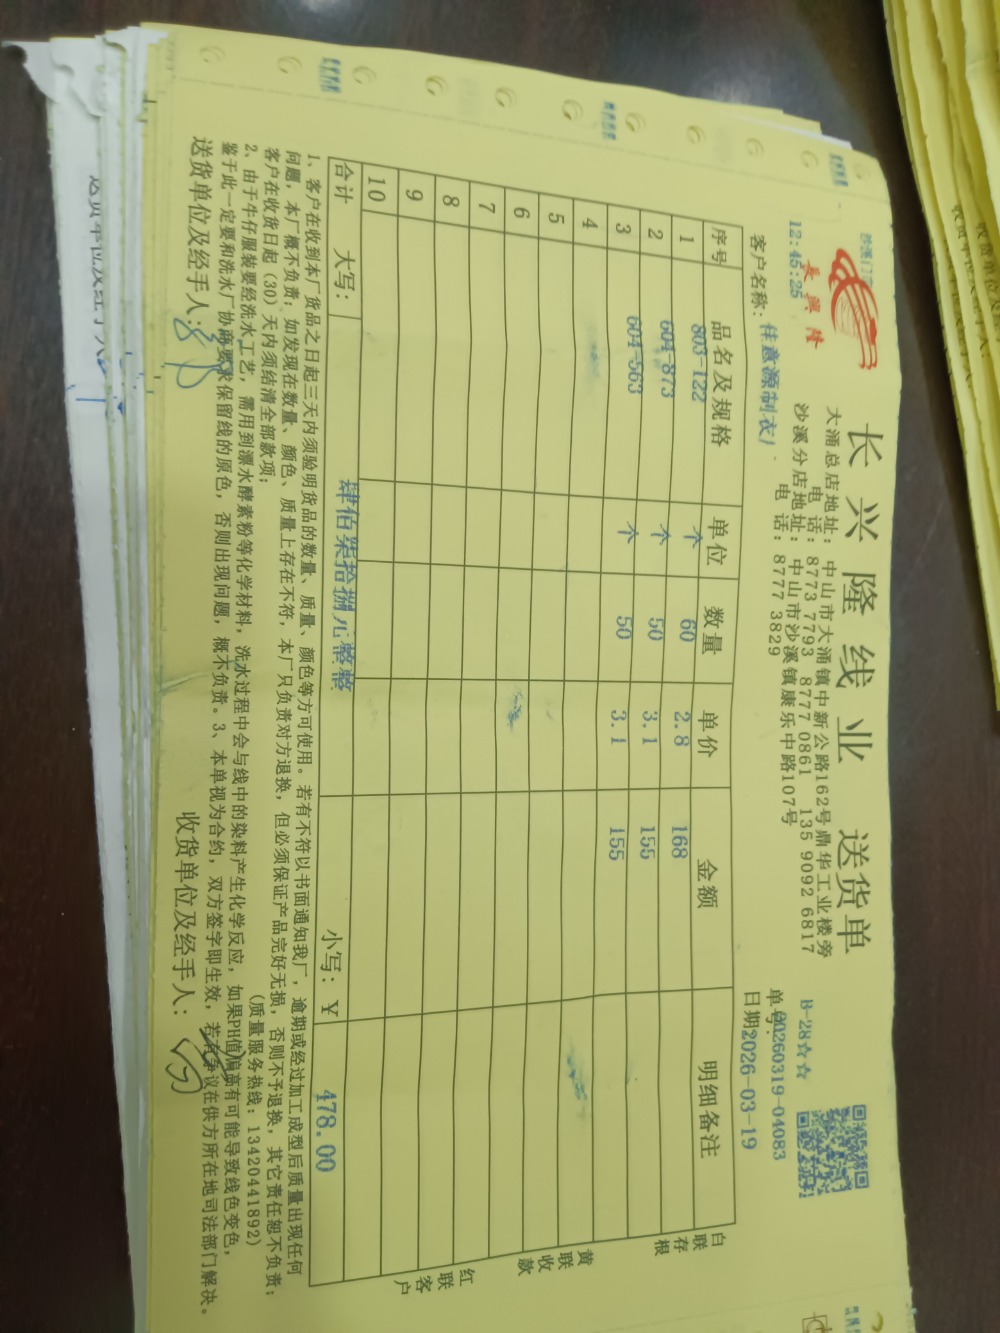 长兴隆线业 送货单
長興隆
12:45:25
大涌总店地址: 中山市大涌镇中新公路162号鼎华工业楼旁
电话: 8773 7793 8777 0861 135 9092 6817
沙溪分店地址: 中山市沙溪镇康乐中路107号
电话: 8777 3829
B-28☆☆
单号: 20260319-04083
客户名称: 佳意源制衣厂
日期2026-03-19
序号 品名及规格 单位 数量 单价 金额 明细备注
1 803-122 个 60 2.8 168
2 604-873 个 50 3.1 155
3 604-563 个 50 3.1 155
4
5
6
7
8
9
10
合计 大写: 肆佰柒拾捌元整整 小写: ¥ 478.00
白联存根
黄联收款
红联客户
1、客户在收到本厂货品之日起三天内须验明货品的数量、质量、颜色等方可使用。若有不符以书面通知我厂,逾期或经过加工成型后质量出现任何
问题,本厂概不负责;如发现在数量、颜色、质量上存在不符,本厂只负责对方退换,但必须保证产品完好无损,否则不予退换,其它责任恕不负责;
客户在收货日起(30)天内须结清全部款项; (质量服务热线:13420441892)
2、由于牛仔服装要经洗水工艺,需用到漂水酵素粉等化学材料,洗水过程中会与线中的染料产生化学反应,如果PH值偏高有可能导致线色变色,
鉴于此一定要和洗水厂协商要求保留线的原色,否则出现问题,概不负责。3、本单视为合约,双方签字即生效,若有争议在供方所在地司法部门解决。
送货单位及经手人: 收货单位及经手人: